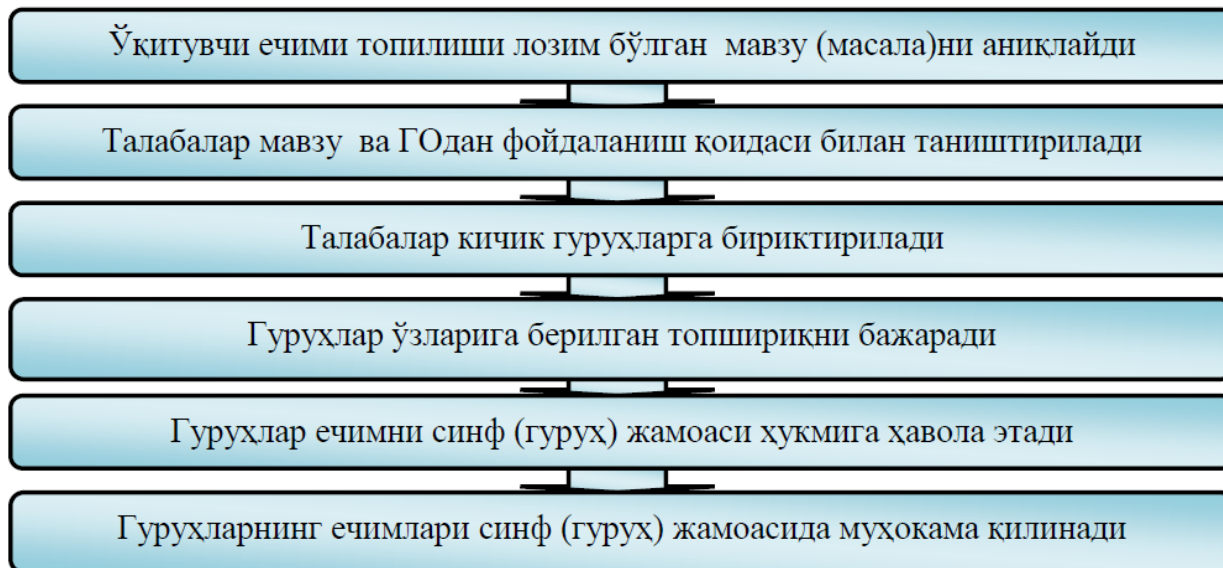 Ўқитувчи ечими топилиши лозим бўлган мавзу (масала)ни аниқлайди
Талабалар мавзу ва ГОдан фойдаланиш қоидаси билан таништирилади
Талабалар кичик гуруҳларга бириктирилади
Гуруҳлар ўзларига берилган топшириқни бажаради
Гуруҳлар ечимни синф (гуруҳ) жамоаси ҳукмига ҳавола этади
Гуруҳларнинг ечимлари синф (гуруҳ) жамоасида муҳокама қилинади